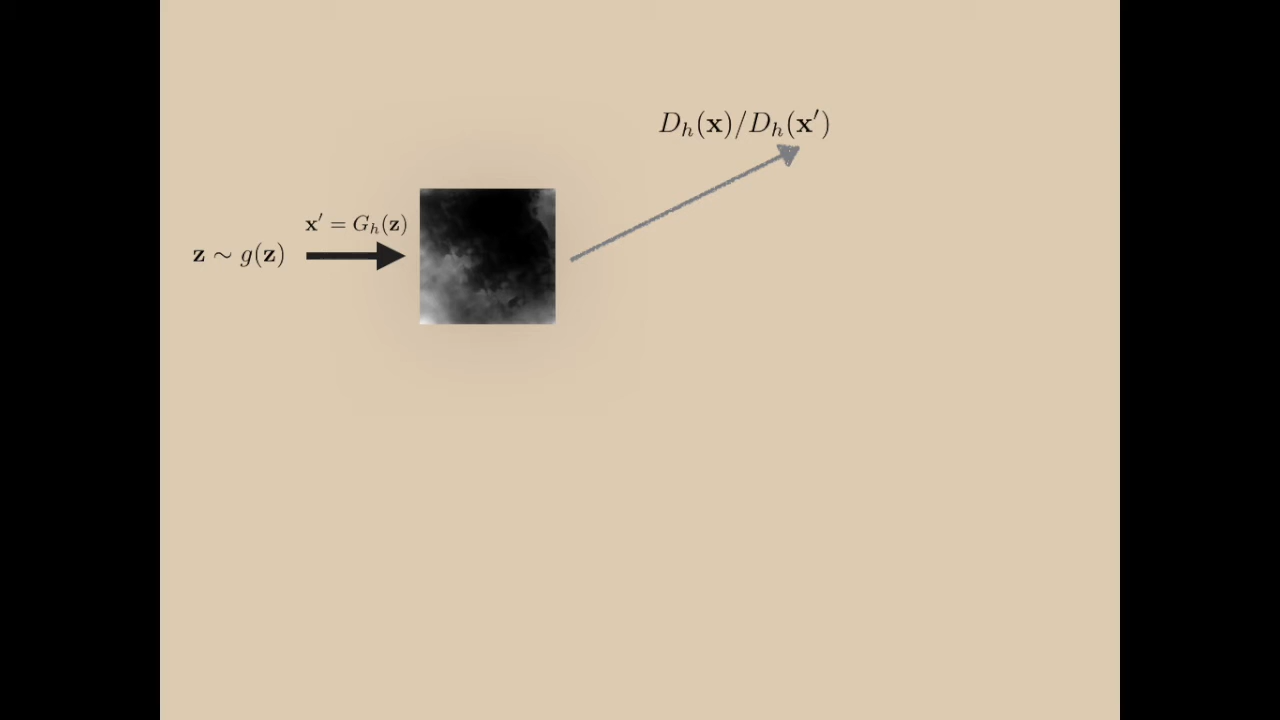 D_h(x)/D_h(x′)
x′ = G_h(z)
z ∼ g(z)